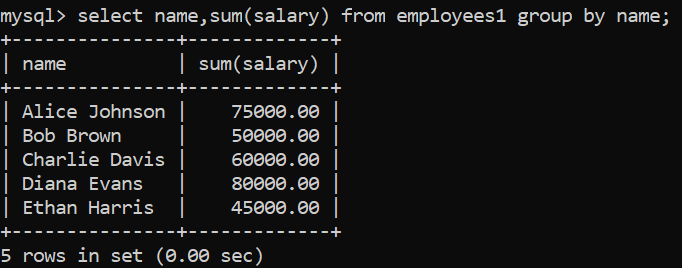 mysql> select name,sum(salary) from employees1 group by name;
+---------------+-------------+
| name          | sum(salary) |
+---------------+-------------+
| Alice Johnson |    75000.00 |
| Bob Brown     |    50000.00 |
| Charlie Davis |    60000.00 |
| Diana Evans   |    80000.00 |
| Ethan Harris  |    45000.00 |
+---------------+-------------+
5 rows in set (0.00 sec)